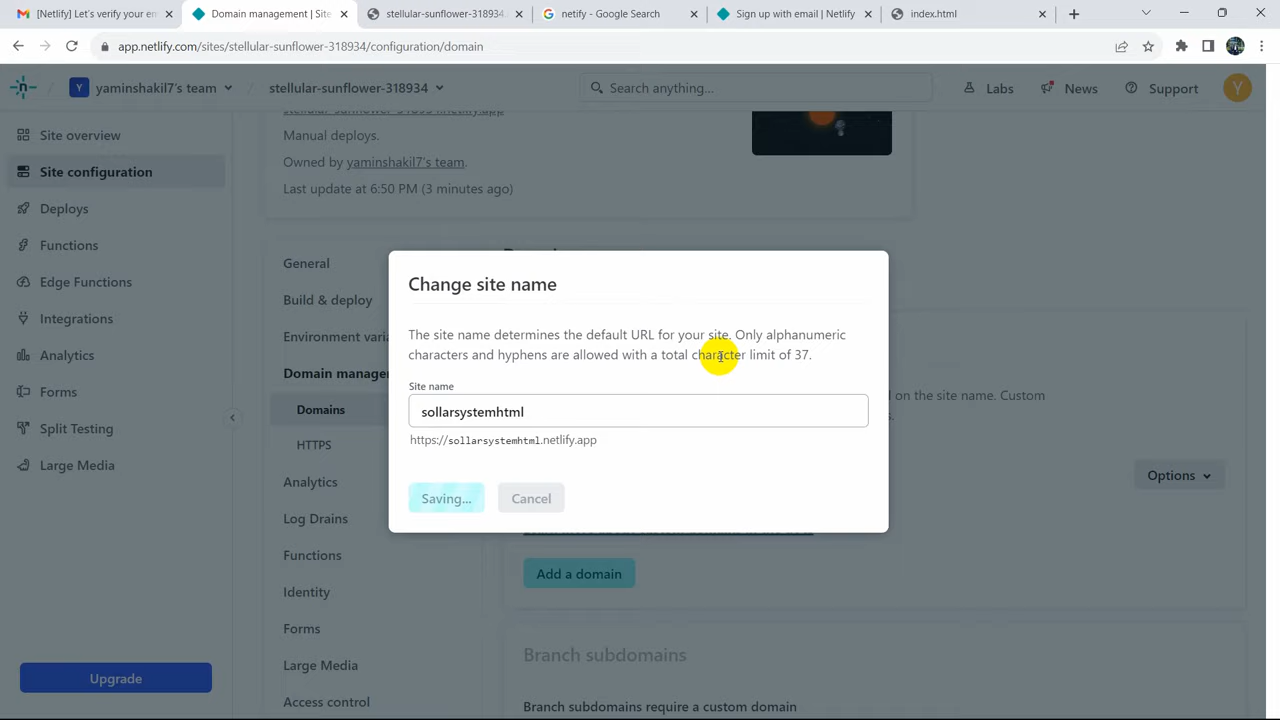 [Netlify] Let's verify your em
Domain management | Site
stellular-sunflower-318934.
netify - Google Search
Sign up with email | Netlify
index.html
app.netlify.com/sites/stellular-sunflower-318934/configuration/domain
Y
yaminshakil7's team
/
stellular-sunflower-318934
Search anything...
Labs
News
Support
Y
Site overview
Site configuration
Deploys
Functions
Edge Functions
Integrations
Analytics
Forms
Split Testing
Large Media
Upgrade
Manual deploys.
Owned by yaminshakil7's team.
Last update at 6:50 PM (3 minutes ago)
General
Build & deploy
Environment varia
Domain manager
Domains
HTTPS
Analytics
Log Drains
Functions
Identity
Forms
Large Media
Access control
Change site name
The site name determines the default URL for your site. Only alphanumeric
characters and hyphens are allowed with a total character limit of 37.
Site name
sollarsystemhtml
https://sollarsystemhtml.netlify.app
Saving...
Cancel
d on the site name. Custom
s.
Options
Add a domain
Branch subdomains
Branch subdomains require a custom domain